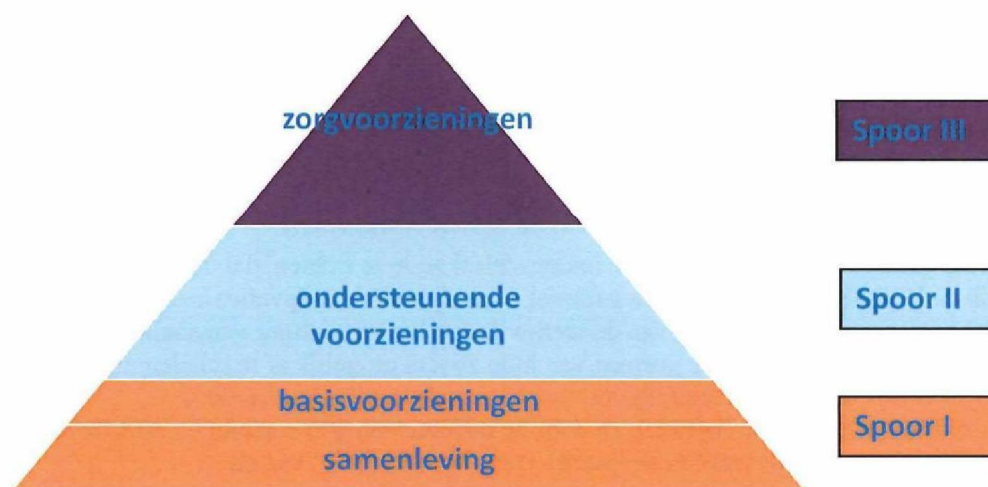 zorgvoorzieningen
Spoor III
ondersteunende
voorzieningen
Spoor II
basisvoorzieningen
Spoor I
samenleving